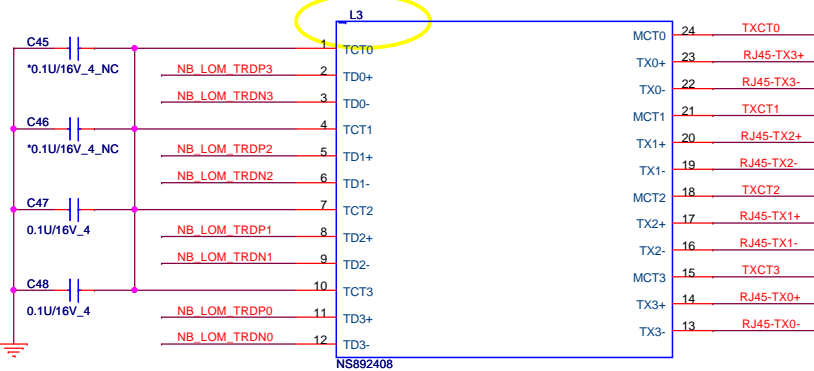 L3
C45
*0.1U/16V_4_NC
1 TCT0 MCT0 24 TXCT0
NB_LOM_TRDP3 2 TD0+ TX0+ 23 RJ45-TX3+
NB_LOM_TRDN3 3 TD0- TX0- 22 RJ45-TX3-
C46
*0.1U/16V_4_NC
4 TCT1 MCT1 21 TXCT1
NB_LOM_TRDP2 5 TD1+ TX1+ 20 RJ45-TX2+
NB_LOM_TRDN2 6 TD1- TX1- 19 RJ45-TX2-
C47
0.1U/16V_4
7 TCT2 MCT2 18 TXCT2
NB_LOM_TRDP1 8 TD2+ TX2+ 17 RJ45-TX1+
NB_LOM_TRDN1 9 TD2- TX2- 16 RJ45-TX1-
C48
0.1U/16V_4
10 TCT3 MCT3 15 TXCT3
NB_LOM_TRDP0 11 TD3+ TX3+ 14 RJ45-TX0+
NB_LOM_TRDN0 12 TD3- TX3- 13 RJ45-TX0-
NS892408